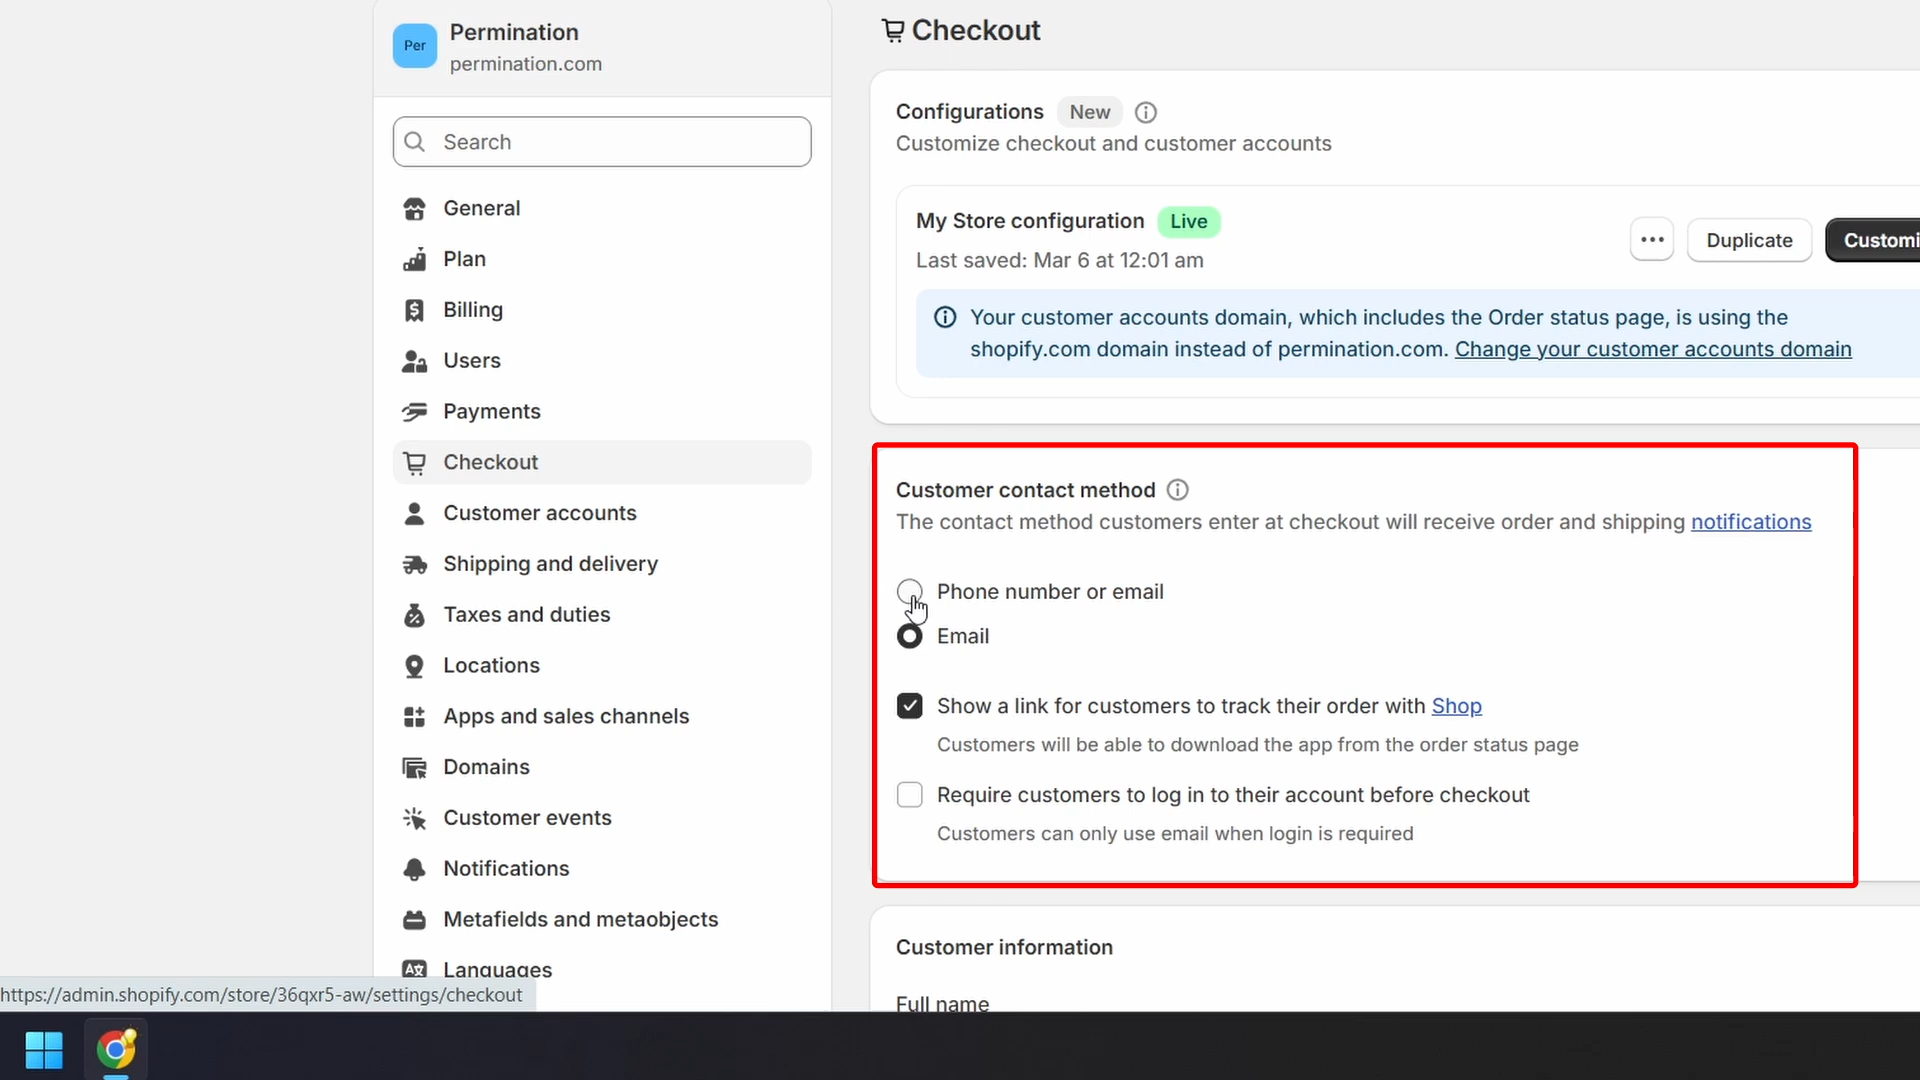 Per
Permination
permination.com
Search
General
Plan
Billing
Users
Payments
Checkout
Customer accounts
Shipping and delivery
Taxes and duties
Locations
Apps and sales channels
Domains
Customer events
Notifications
Metafields and metaobjects
Languages
https://admin.shopify.com/store/36qxr5-aw/settings/checkout
Checkout
Configurations New
Customize checkout and customer accounts
My Store configuration Live
Last saved: Mar 6 at 12:01 am
Duplicate
Customi
Your customer accounts domain, which includes the Order status page, is using the
shopify.com domain instead of permination.com. Change your customer accounts domain
Customer contact method
The contact method customers enter at checkout will receive order and shipping notifications
Phone number or email
Email
Show a link for customers to track their order with Shop
Customers will be able to download the app from the order status page
Require customers to log in to their account before checkout
Customers can only use email when login is required
Customer information
Full name